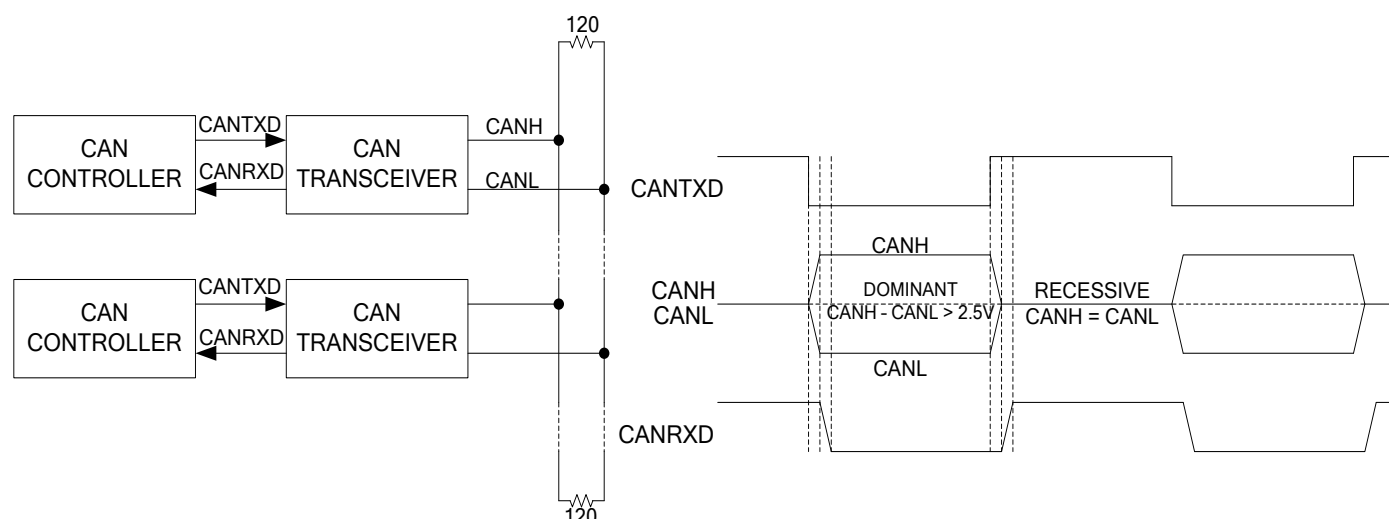 120
CAN
CONTROLLER
CANTXD
CANRXD
CAN
TRANSCEIVER
CANH
CANL
CAN
CONTROLLER
CANTXD
CANRXD
CAN
TRANSCEIVER
120
CANTXD
CANH
CANL
CANH
DOMINANT
CANH - CANL > 2.5V
CANL
RECESSIVE
CANH = CANL
CANRXD